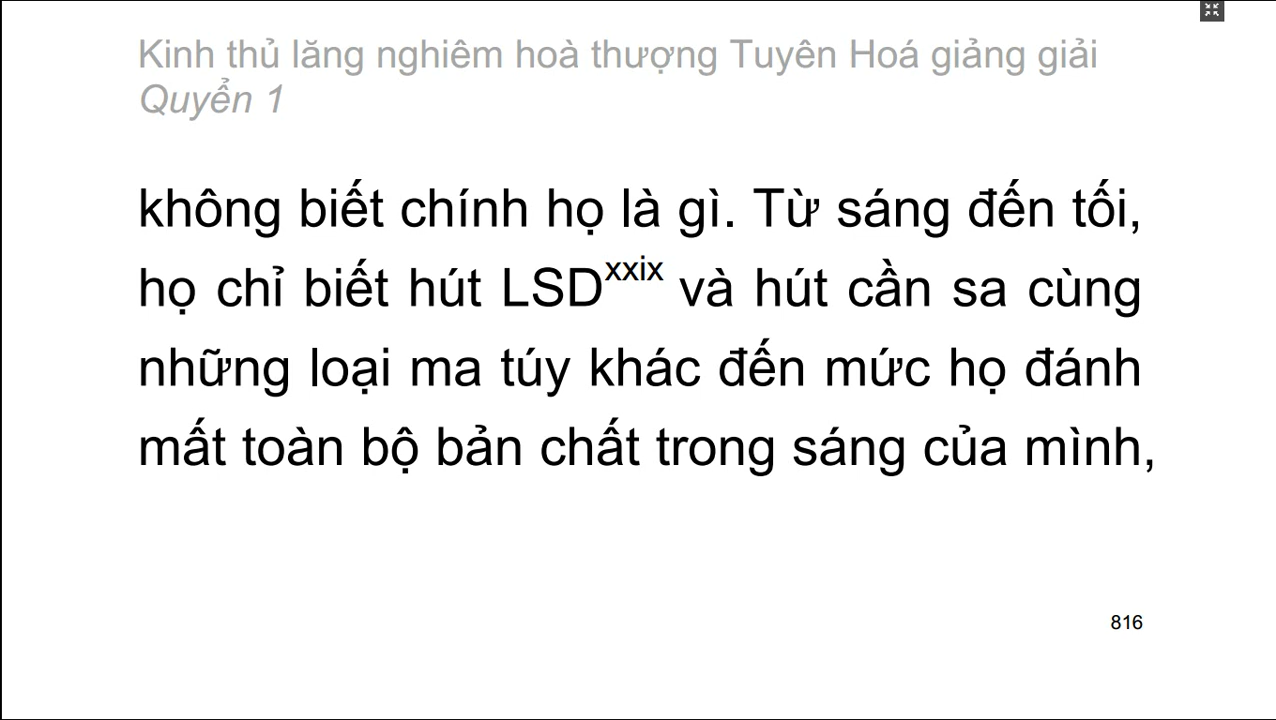 Kinh thủ lăng nghiêm hoà thượng Tuyên Hoá giảng giải
Quyển 1
không biết chính họ là gì. Từ sáng đến tối,
họ chỉ biết hút LSDxxix và hút cần sa cùng
những loại ma túy khác đến mức họ đánh
mất toàn bộ bản chất trong sáng của mình,
816